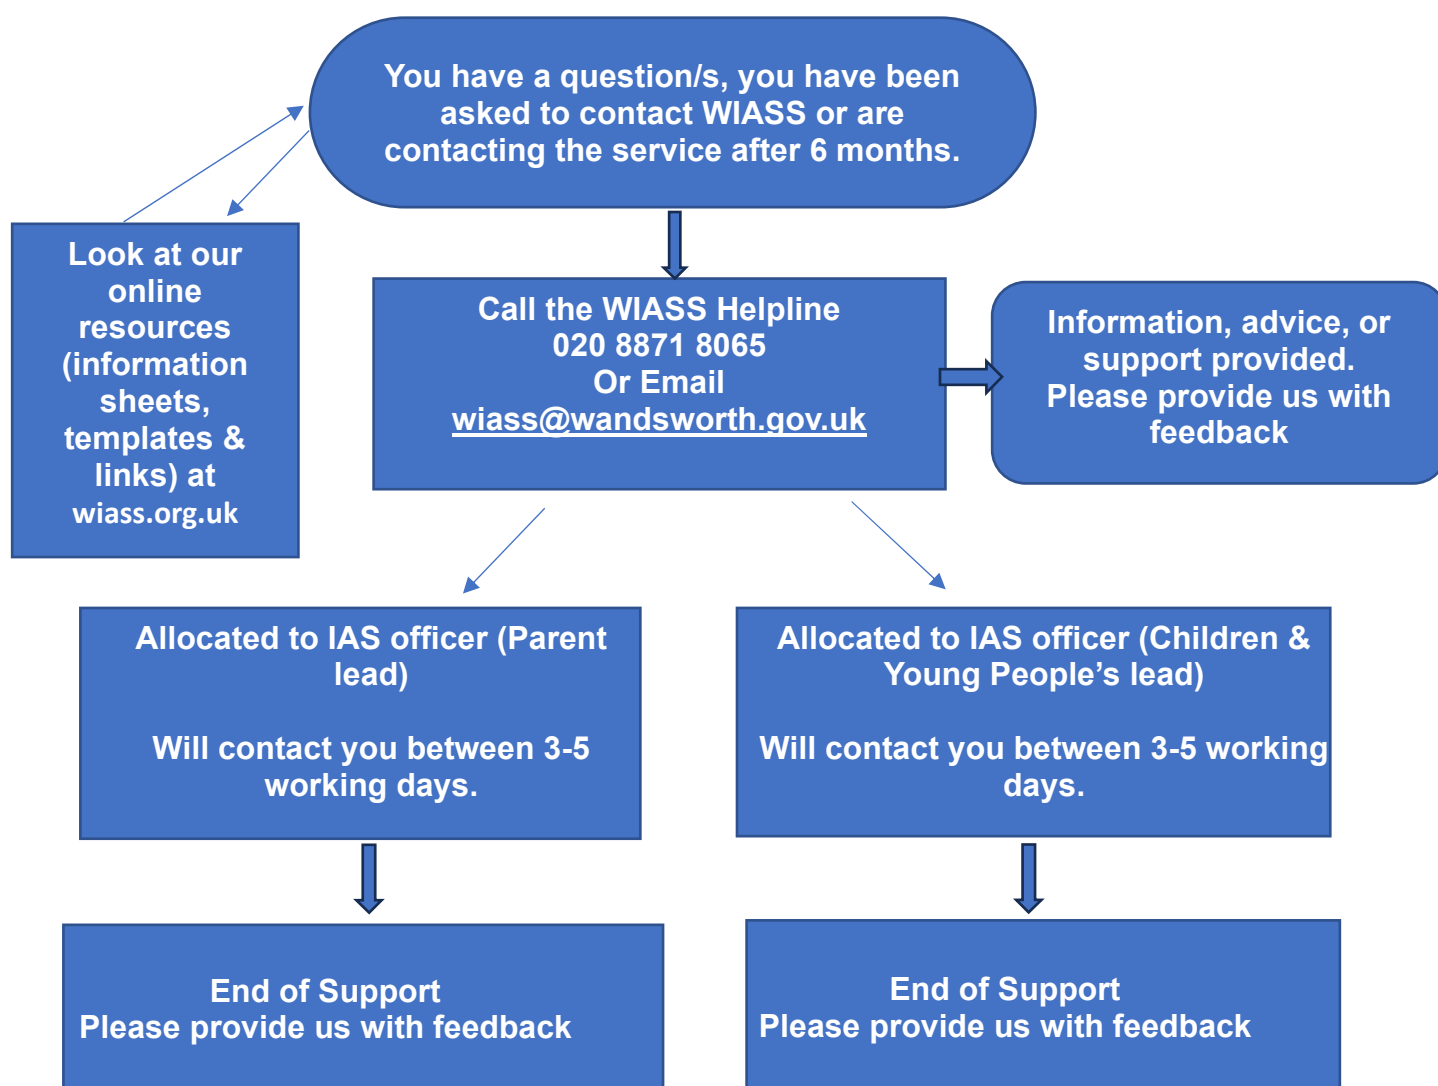 You have a question/s, you have been
asked to contact WIASS or are
contacting the service after 6 months.
Look at our
online
resources
(information
sheets,
templates &
links) at
wiass.org.uk
Call the WIASS Helpline
020 8871 8065
Or Email
wiass@wandsworth.gov.uk
Information, advice, or
support provided.
Please provide us with
feedback
Allocated to IAS officer (Parent
lead)
Will contact you between 3-5
working days.
Allocated to IAS officer (Children &
Young People’s lead)
Will contact you between 3-5 working
days.
End of Support
Please provide us with feedback
End of Support
Please provide us with feedback